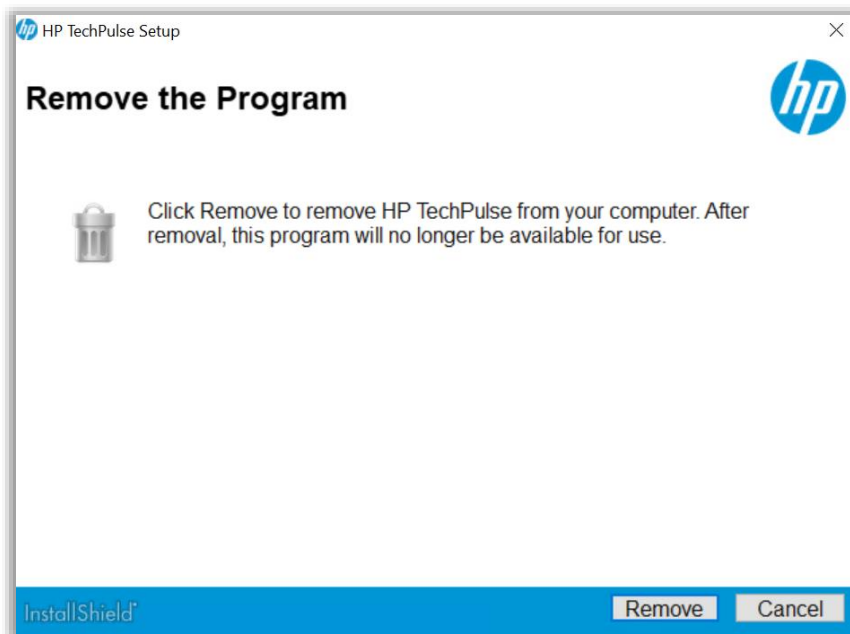 HP TechPulse Setup
Remove the Program
hp
Click Remove to remove HP TechPulse from your computer. After
removal, this program will no longer be available for use.
InstallShield
Remove
Cancel